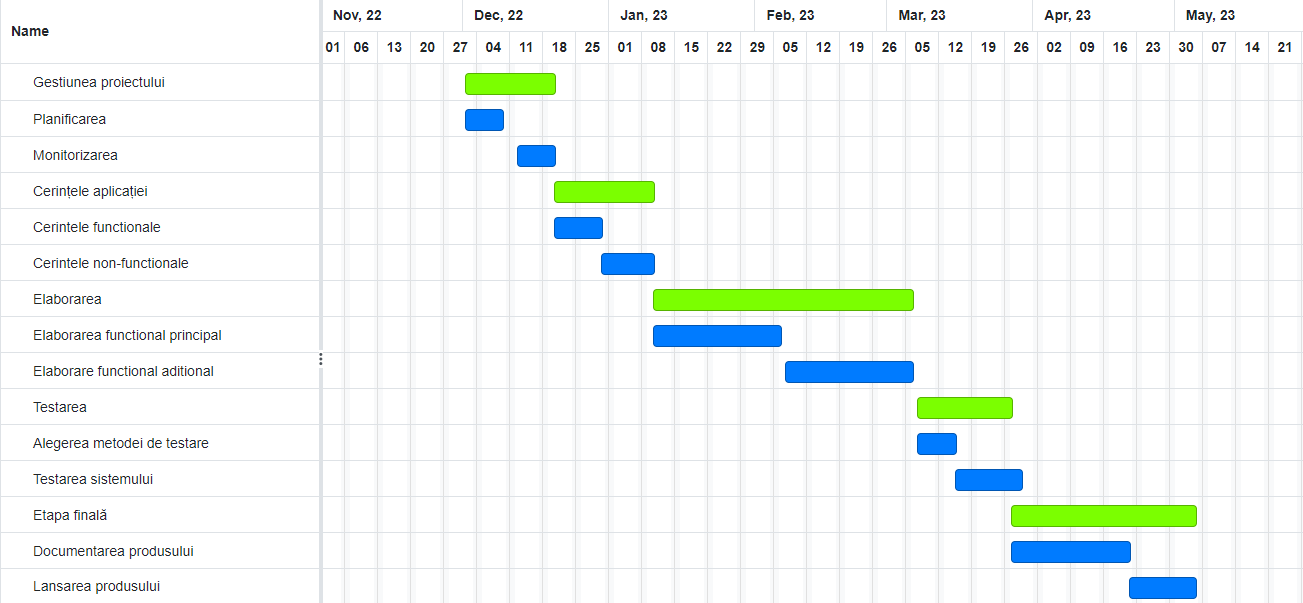 Name
Nov, 22 Dec, 22 Jan, 23 Feb, 23 Mar, 23 Apr, 23 May, 23
01 06 13 20 27 04 11 18 25 01 08 15 22 29 05 12 19 26 05 12 19 26 02 09 16 23 30 07 14 21
Gestiunea proiectului
Planificarea
Monitorizarea
Cerințele aplicației
Cerintele functionale
Cerintele non-functionale
Elaborarea
Elaborarea functional principal
Elaborare functional aditional
Testarea
Alegerea metodei de testare
Testarea sistemului
Etapa finală
Documentarea produsului
Lansarea produsului